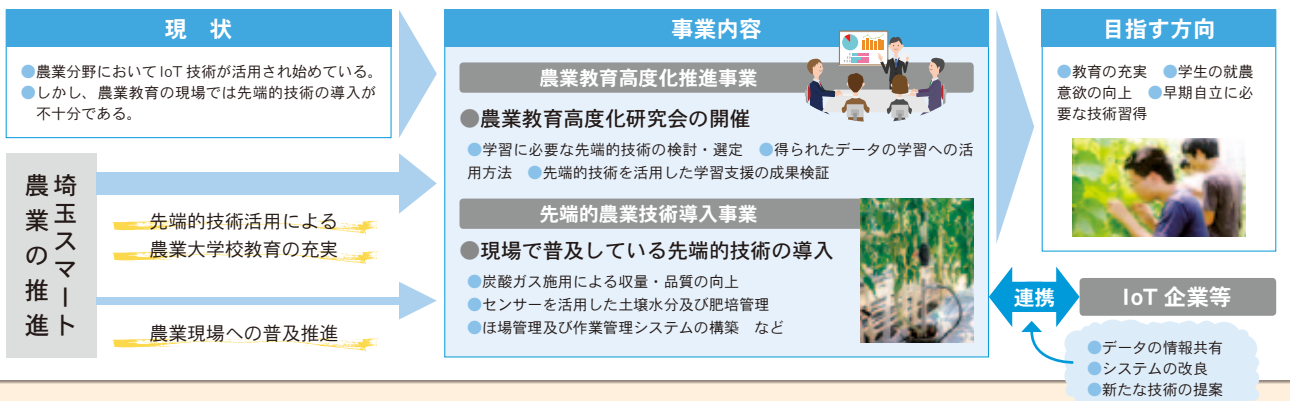 現　状
●農業分野においてIoT技術が活用され始めている。
●しかし、農業教育の現場では先端的技術の導入が
不十分である。
埼玉スマート
農業の推進
先端的技術活用による
農業大学校教育の充実
農業現場への普及推進
事業内容
農業教育高度化推進事業
●農業教育高度化研究会の開催
●学習に必要な先端的技術の検討・選定　●得られたデータの学習への活
用方法　●先端的技術を活用した学習支援の成果検証
先端的農業技術導入事業
●現場で普及している先端的技術の導入
●炭酸ガス施用による収量・品質の向上
●センサーを活用した土壌水分及び肥培管理
●ほ場管理及び作業管理システムの構築　など
目指す方向
●教育の充実　●学生の就農
意欲の向上　●早期自立に必
要な技術習得
連携
IoT 企業等
●データの情報共有
●システムの改良
●新たな技術の提案